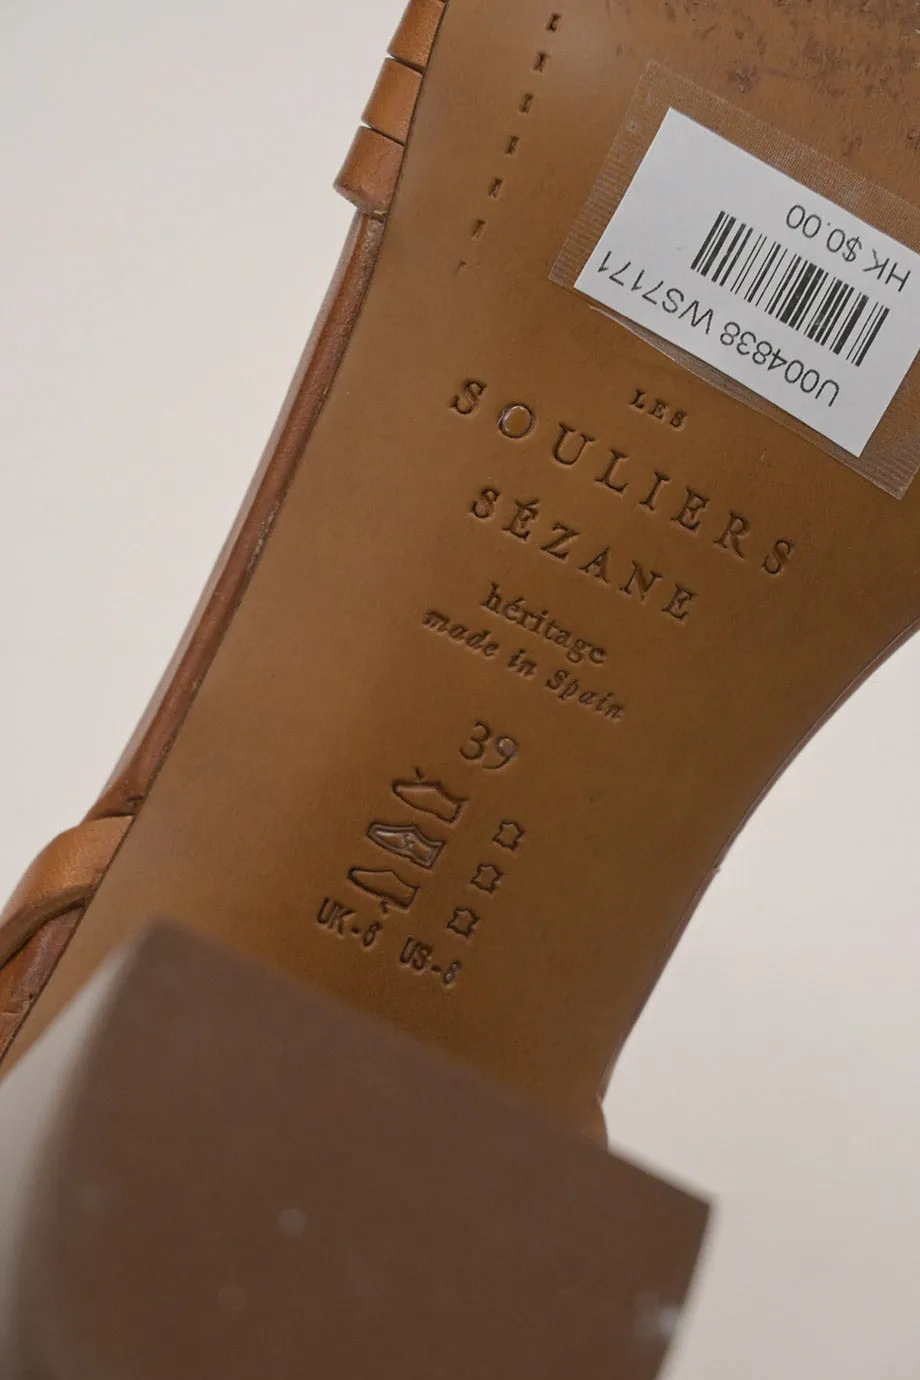 HK $0.00
U004838 WS7171
LES
SOULIERS
SÉZANE
héritage
made in Spain
39
UK-6 US-8